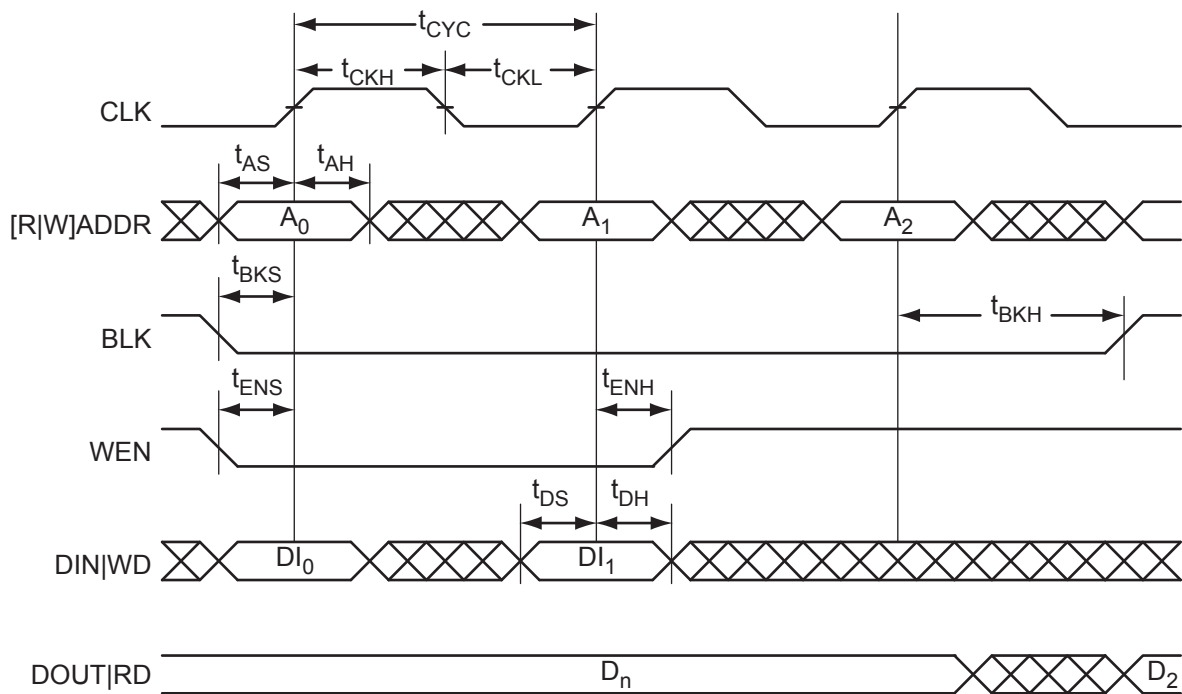 tCYC
tCKH tCKL
CLK
tAS tAH
[R|W]ADDR A0 A1 A2
tBKS
tBKH
BLK
tENS tENH
WEN
tDS tDH
DIN|WD DI0 DI1
DOUT|RD Dn D2